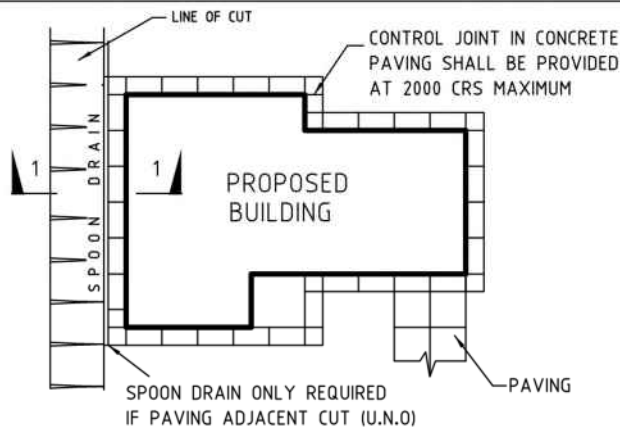 LINE OF CUT
CONTROL JOINT IN CONCRETE
PAVING SHALL BE PROVIDED
AT 2000 CRS MAXIMUM
SPOON DRAIN
1
1
PROPOSED
BUILDING
SPOON DRAIN ONLY REQUIRED
IF PAVING ADJACENT CUT (U.N.O)
PAVING